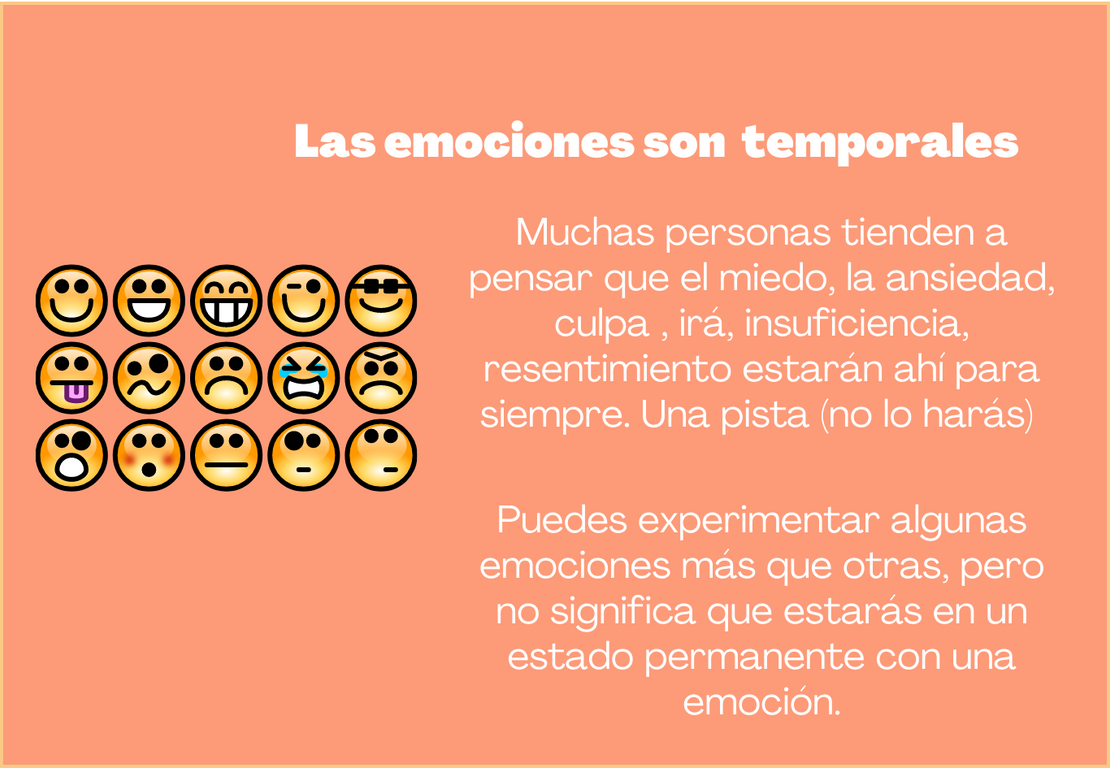 Las emociones son temporales
Muchas personas tienden a
pensar que el miedo, la ansiedad,
culpa , irá, insuficiencia,
resentimiento estarán ahí para
siempre. Una pista (no lo harás)
Puedes experimentar algunas
emociones más que otras, pero
no significa que estarás en un
estado permanente con una
emoción.